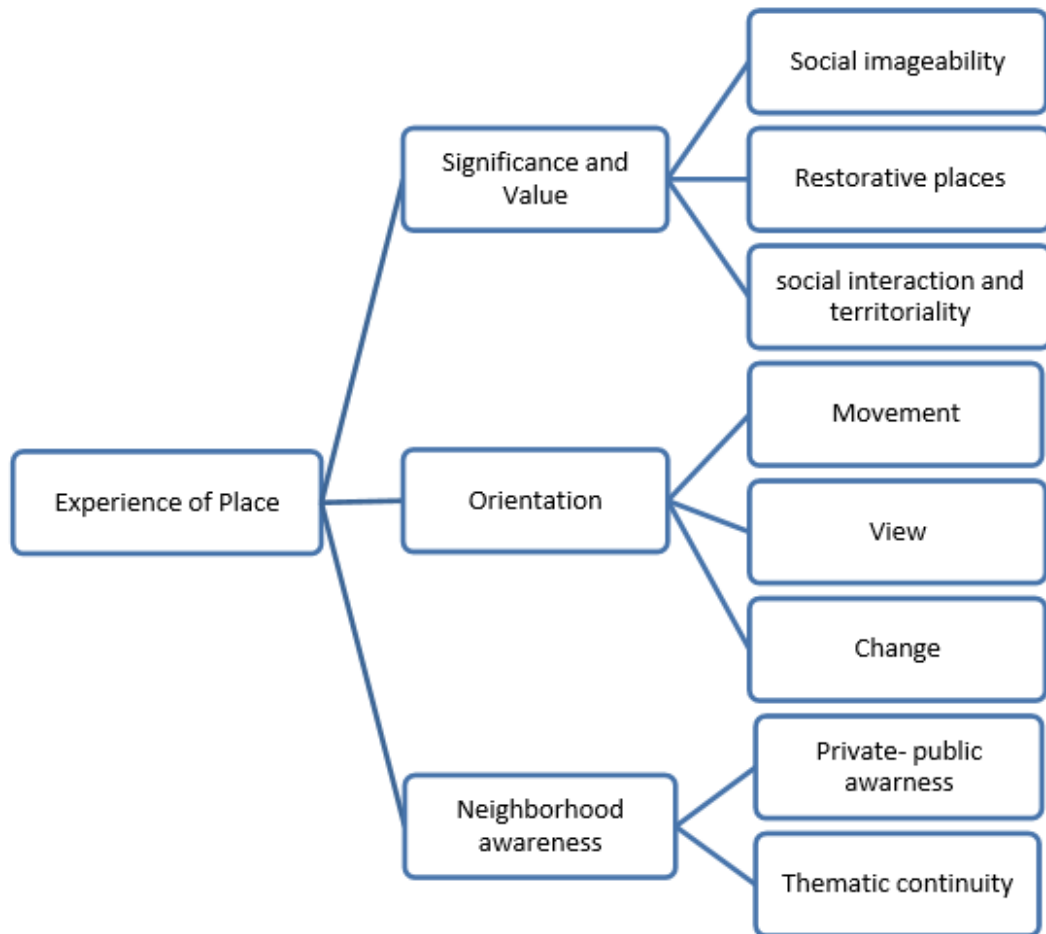 Experience of Place
Significance and
Value
Social imageability
Restorative places
social interaction and
territoriality
Orientation
Movement
View
Change
Neighborhood
awareness
Private- public
awarness
Thematic continuity